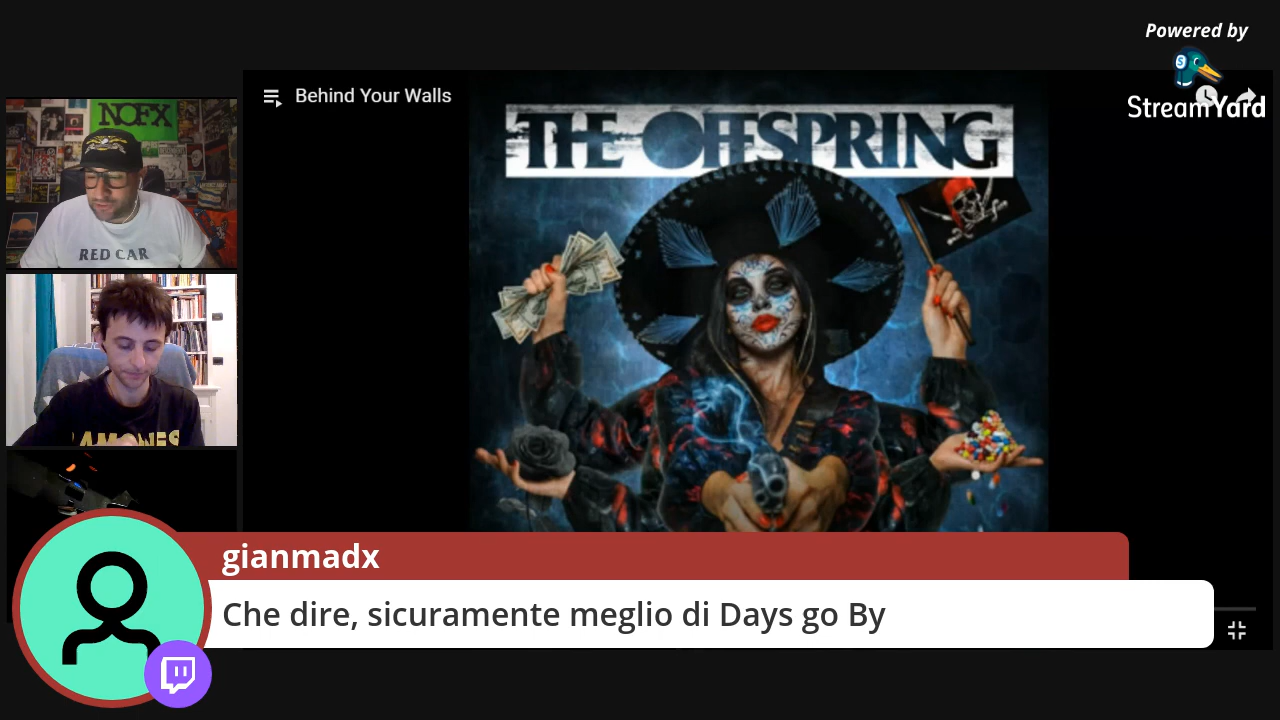 Powered by
StreamYard
Behind Your Walls
THE OFFSPRING
NOFX
RED CAR
RAMONES
gianmadx
Che dire, sicuramente meglio di Days go By